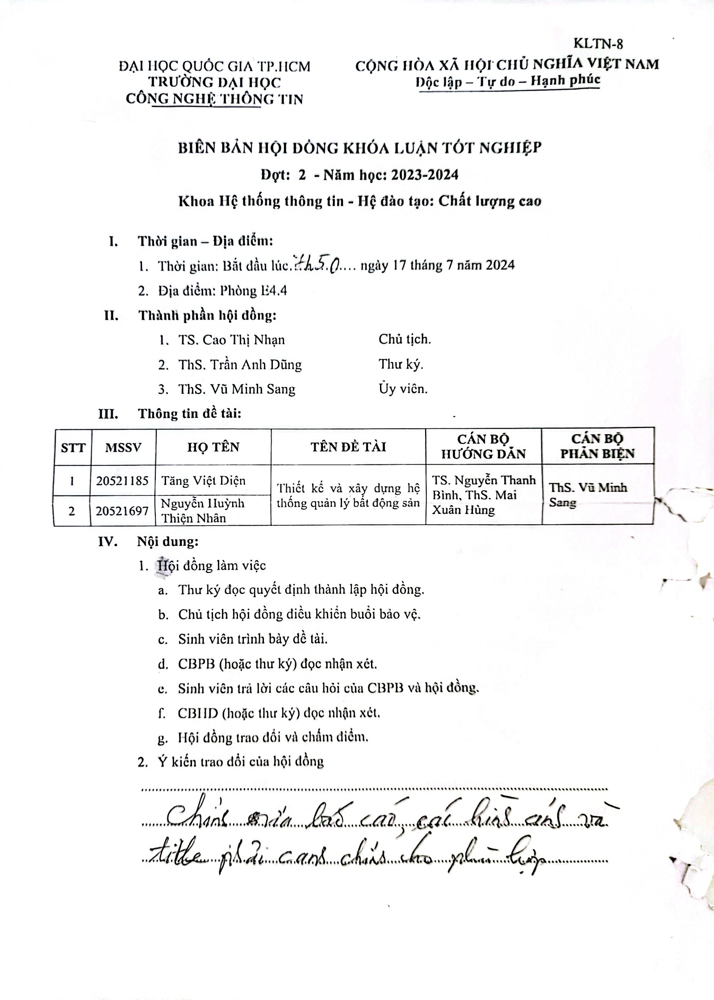 KLTN-8
ĐẠI HỌC QUỐC GIA TP.HCM
TRƯỜNG ĐẠI HỌC
CÔNG NGHỆ THÔNG TIN
CỘNG HÒA XÃ HỘI CHỦ NGHĨA VIỆT NAM
Độc lập – Tự do – Hạnh phúc
BIÊN BẢN HỘI ĐỒNG KHÓA LUẬN TỐT NGHIỆP
Đợt: 2 - Năm học: 2023-2024
Khoa Hệ thống thông tin - Hệ đào tạo: Chất lượng cao
I. Thời gian – Địa điểm:
1. Thời gian: Bắt đầu lúc 7h50 ngày 17 tháng 7 năm 2024
2. Địa điểm: Phòng E4.4
II. Thành phần hội đồng:
1. TS. Cao Thị Nhạn Chủ tịch.
2. ThS. Trần Anh Dũng Thư ký.
3. ThS. Vũ Minh Sang Ủy viên.
III. Thông tin đề tài:
STT MSSV HỌ TÊN TÊN ĐỀ TÀI CÁN BỘ HƯỚNG DẪN CÁN BỘ PHẢN BIỆN
1 20521185 Tăng Việt Diện
2 20521697 Nguyễn Huỳnh
Thiện Nhân
Thiết kế và xây dựng hệ
thống quản lý bất động sản
TS. Nguyễn Thanh
Bình, ThS. Mai
Xuân Hùng
ThS. Vũ Minh
Sang
IV. Nội dung:
1. Hội đồng làm việc
a. Thư ký đọc quyết định thành lập hội đồng.
b. Chủ tịch hội đồng điều khiển buổi bảo vệ.
c. Sinh viên trình bày đề tài.
d. CBPB (hoặc thư ký) đọc nhận xét.
e. Sinh viên trả lời các câu hỏi của CBPB và hội đồng.
f. CBHD (hoặc thư ký) đọc nhận xét.
g. Hội đồng trao đổi và chấm điểm.
2. Ý kiến trao đổi của hội đồng
Chỉnh sửa báo cáo, các hình ảnh và
title phải canh chỉnh cho phù hợp